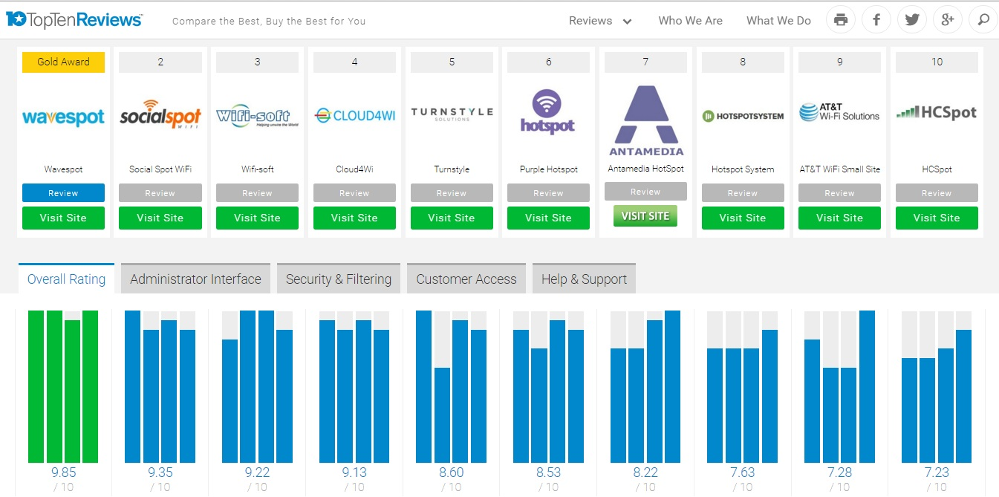 10TopTenReviews™ Compare the Best, Buy the Best for You Reviews Who We Are What We Do
Gold Award 2 3 4 5 6 7 8 9 10
wavespot socialspot WIFI Wifi-soft Helping unwire the World CLOUD4WI TURNSTYLE SOLUTIONS hotspot ANTAMEDIA HOTSPOTSYSTEM AT&T Wi-Fi Solutions HCSpot
Wavespot Social Spot WiFi Wifi-soft Cloud4Wi Turnstyle Purple Hotspot Antamedia HotSpot Hotspot System AT&T WiFi Small Site HCSpot
Review Review Review Review Review Review Review Review Review Review
Visit Site Visit Site Visit Site Visit Site Visit Site Visit Site VISIT SITE Visit Site Visit Site Visit Site
Overall Rating Administrator Interface Security & Filtering Customer Access Help & Support
9.85 9.35 9.22 9.13 8.60 8.53 8.22 7.63 7.28 7.23
/ 10 / 10 / 10 / 10 / 10 / 10 / 10 / 10 / 10 / 10